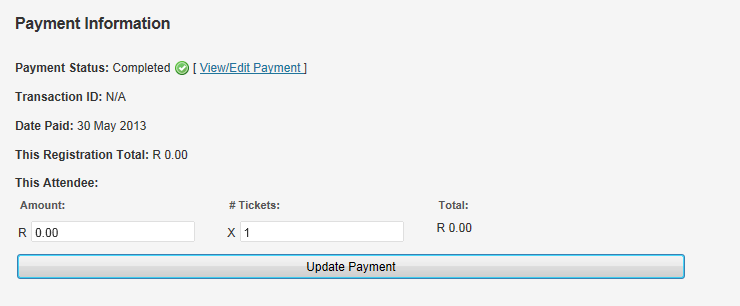 Payment Information
Payment Status: Completed [ View/Edit Payment ]
Transaction ID: N/A
Date Paid: 30 May 2013
This Registration Total: R 0.00
This Attendee:
Amount: # Tickets: Total:
R 0.00 X 1 R 0.00
Update Payment